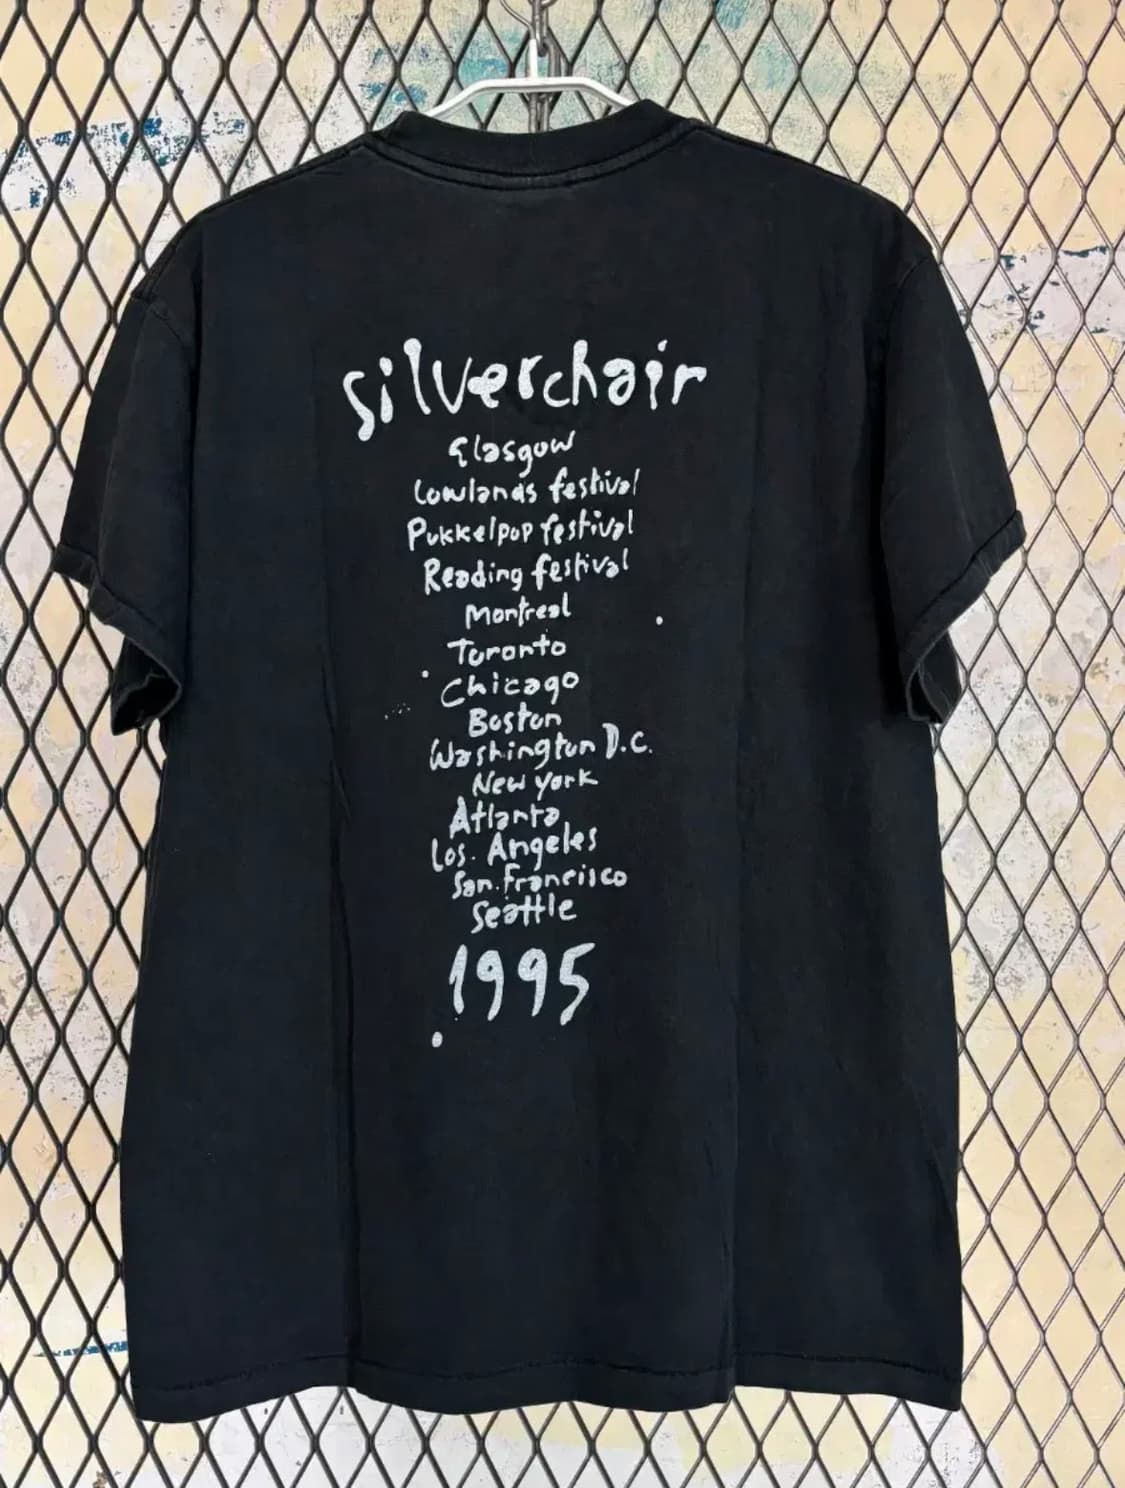 silverchair
Glasgow
Lowlands festival
Pukkelpop festival
Reading festival
Montreal
Toronto
Chicago
Boston
Washington D.C.
New york
Atlanta
Los. Angeles
San.francisco
Seattle
1995